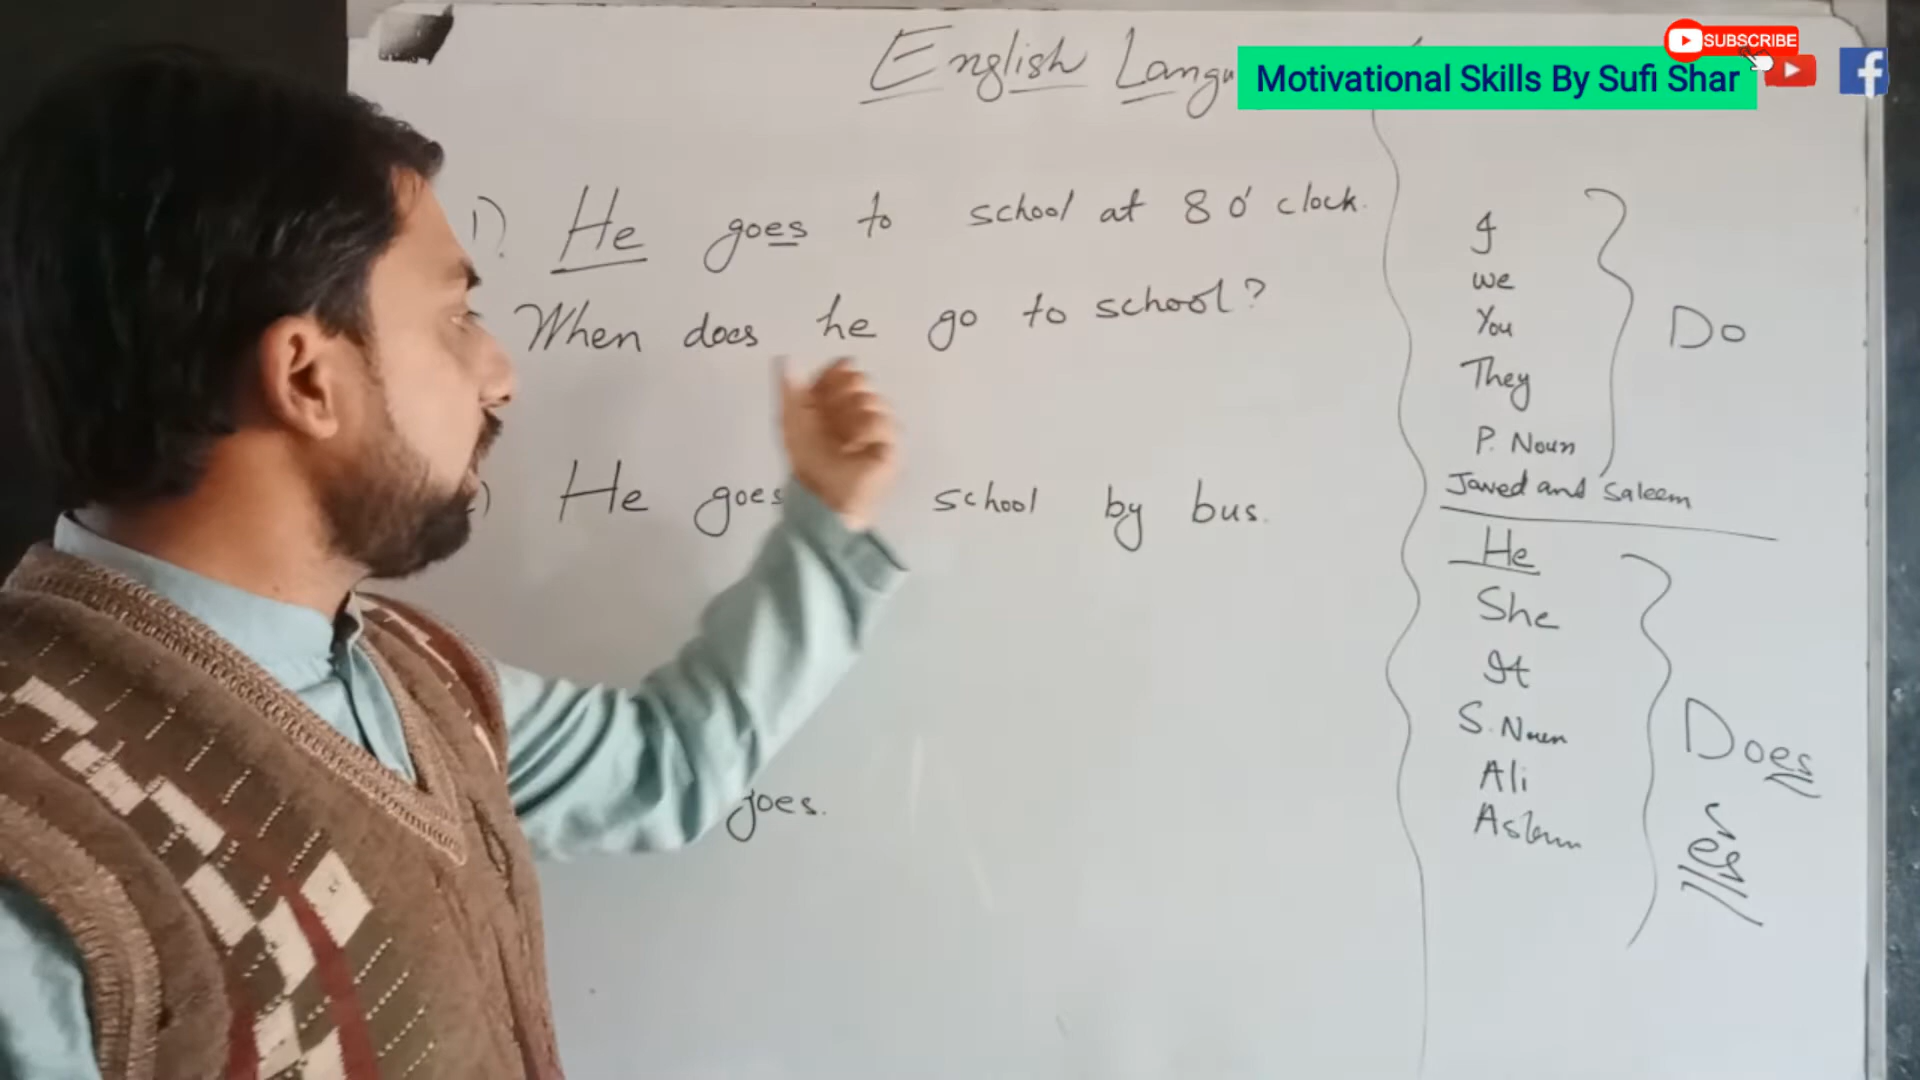 English Langu
Motivational Skills By Sufi Shar
SUBSCRIBE
1) He goes to school at 8 0' clock.
When does he go to school?
He goes school by bus.
goes.
I
we
You
They
P. Noun
Javed and Saleem
Do
He
She
It
S. Noun
Ali
Does
es